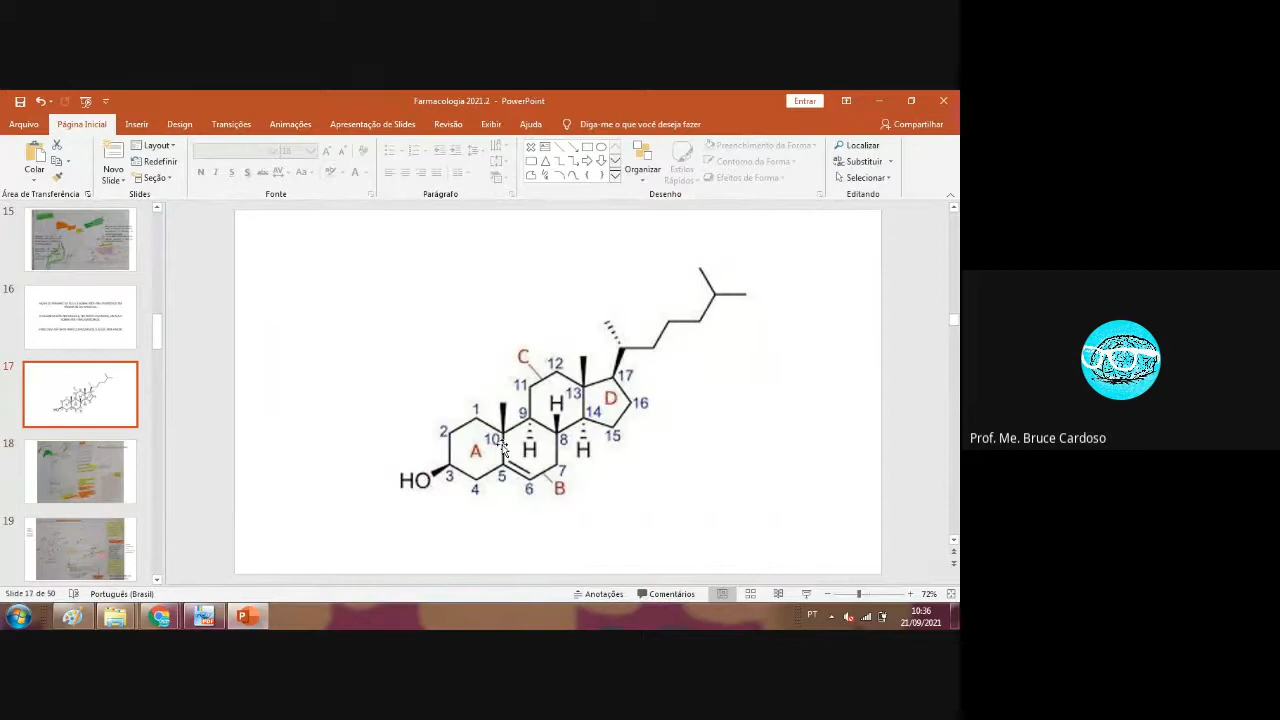 Farmacologia 2021.2 - PowerPoint
Entrar
Arquivo Página Inicial Inserir Design Transições Animações Apresentação de Slides Revisão Exibir Ajuda Diga-me o que você deseja fazer Compartilhar
Colar
Novo Slide
Layout
Redefinir
Seção
18
N I S S abc AV Aa A
Organizar
Estilos Rápidos
Preenchimento da Forma
Contorno da Forma
Efeitos de Forma
Localizar
Substituir
Selecionar
Área de Transferência Slides Fonte Parágrafo Desenho Editando
15
16
17
18
19
C
12
11
17
13
D
16
H
1
9
14
2
10
8
15
A
H
H
HO
3
5
7
4
6
B
Prof. Me. Bruce Cardoso
Slide 17 de 50 Português (Brasil) Anotações Comentários 72%
PT
10:36
21/09/2021